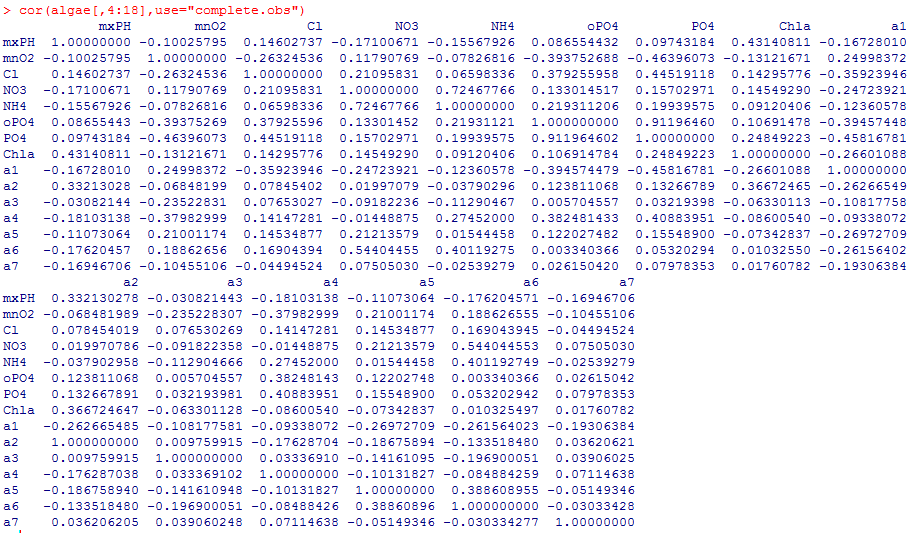 > cor(algae[,4:18],use="complete.obs")
mxPH mnO2 Cl NO3 NH4 oPO4 PO4 Chla a1
mxPH 1.00000000 -0.10025795 0.14602737 -0.17100671 -0.15567926 0.086554432 0.09743184 0.43140811 -0.16728010
mnO2 -0.10025795 1.00000000 -0.26324536 0.11790769 -0.07826816 -0.393752688 -0.46396073 -0.13121671 0.24998372
Cl 0.14602737 -0.26324536 1.00000000 0.21095831 0.06598336 0.379255958 0.44519118 0.14295776 -0.35923946
NO3 -0.17100671 0.11790769 0.21095831 1.00000000 0.72467766 0.133014517 0.15702971 0.14549290 -0.24723921
NH4 -0.15567926 -0.07826816 0.06598336 0.72467766 1.00000000 0.219311206 0.19939575 0.09120406 -0.12360578
oPO4 0.08655443 -0.39375269 0.37925596 0.13301452 0.21931121 1.000000000 0.91196460 0.10691478 -0.39457448
PO4 0.09743184 -0.46396073 0.44519118 0.15702971 0.19939575 0.911964602 1.00000000 0.24849223 -0.45816781
Chla 0.43140811 -0.13121671 0.14295776 0.14549290 0.09120406 0.106914784 0.24849223 1.00000000 -0.26601088
a1 -0.16728010 0.24998372 -0.35923946 -0.24723921 -0.12360578 -0.394574479 -0.45816781 -0.26601088 1.00000000
a2 0.33213028 -0.06848199 0.07845402 0.01997079 -0.03790296 0.123811068 0.13266789 0.36672465 -0.26266549
a3 -0.03082144 -0.23522831 0.07653027 -0.09182236 -0.11290467 0.005704557 0.03219398 -0.06330113 -0.10817758
a4 -0.18103138 -0.37982999 0.14147281 -0.01448875 0.27452000 0.382481433 0.40883951 -0.08600540 -0.09338072
a5 -0.11073064 0.21001174 0.14534877 0.21213579 0.01544458 0.122027482 0.15548900 -0.07342837 -0.26972709
a6 -0.17620457 0.18862656 0.16904394 0.54404455 0.40119275 0.003340366 0.05320294 0.01032550 -0.26156402
a7 -0.16946706 -0.10455106 -0.04494524 0.07505030 -0.02539279 0.026150420 0.07978353 0.01760782 -0.19306384
a2 a3 a4 a5 a6 a7
mxPH 0.332130278 -0.030821443 -0.18103138 -0.11073064 -0.176204571 -0.16946706
mnO2 -0.068481989 -0.235228307 -0.37982999 0.21001174 0.188626555 -0.10455106
Cl 0.078454019 0.076530269 0.14147281 0.14534877 0.169043945 -0.04494524
NO3 0.019970786 -0.091822358 -0.01448875 0.21213579 0.544044553 0.07505030
NH4 -0.037902958 -0.112904666 0.27452000 0.01544458 0.401192749 -0.02539279
oPO4 0.123811068 0.005704557 0.38248143 0.12202748 0.003340366 0.02615042
PO4 0.132667891 0.032193981 0.40883951 0.15548900 0.053202942 0.07978353
Chla 0.366724647 -0.063301128 -0.08600540 -0.07342837 0.010325497 0.01760782
a1 -0.262665485 -0.108177581 -0.09338072 -0.26972709 -0.261564023 -0.19306384
a2 1.000000000 0.009759915 -0.17628704 -0.18675894 -0.133518480 0.03620621
a3 0.009759915 1.000000000 0.03336910 -0.14161095 -0.196900051 0.03906025
a4 -0.176287038 0.033369102 1.00000000 -0.10131827 -0.084884259 0.07114638
a5 -0.186758940 -0.141610948 -0.10131827 1.00000000 0.388608955 -0.05149346
a6 -0.133518480 -0.196900051 -0.08488426 0.38860896 1.000000000 -0.03033428
a7 0.036206205 0.039060248 0.07114638 -0.05149346 -0.030334277 1.00000000